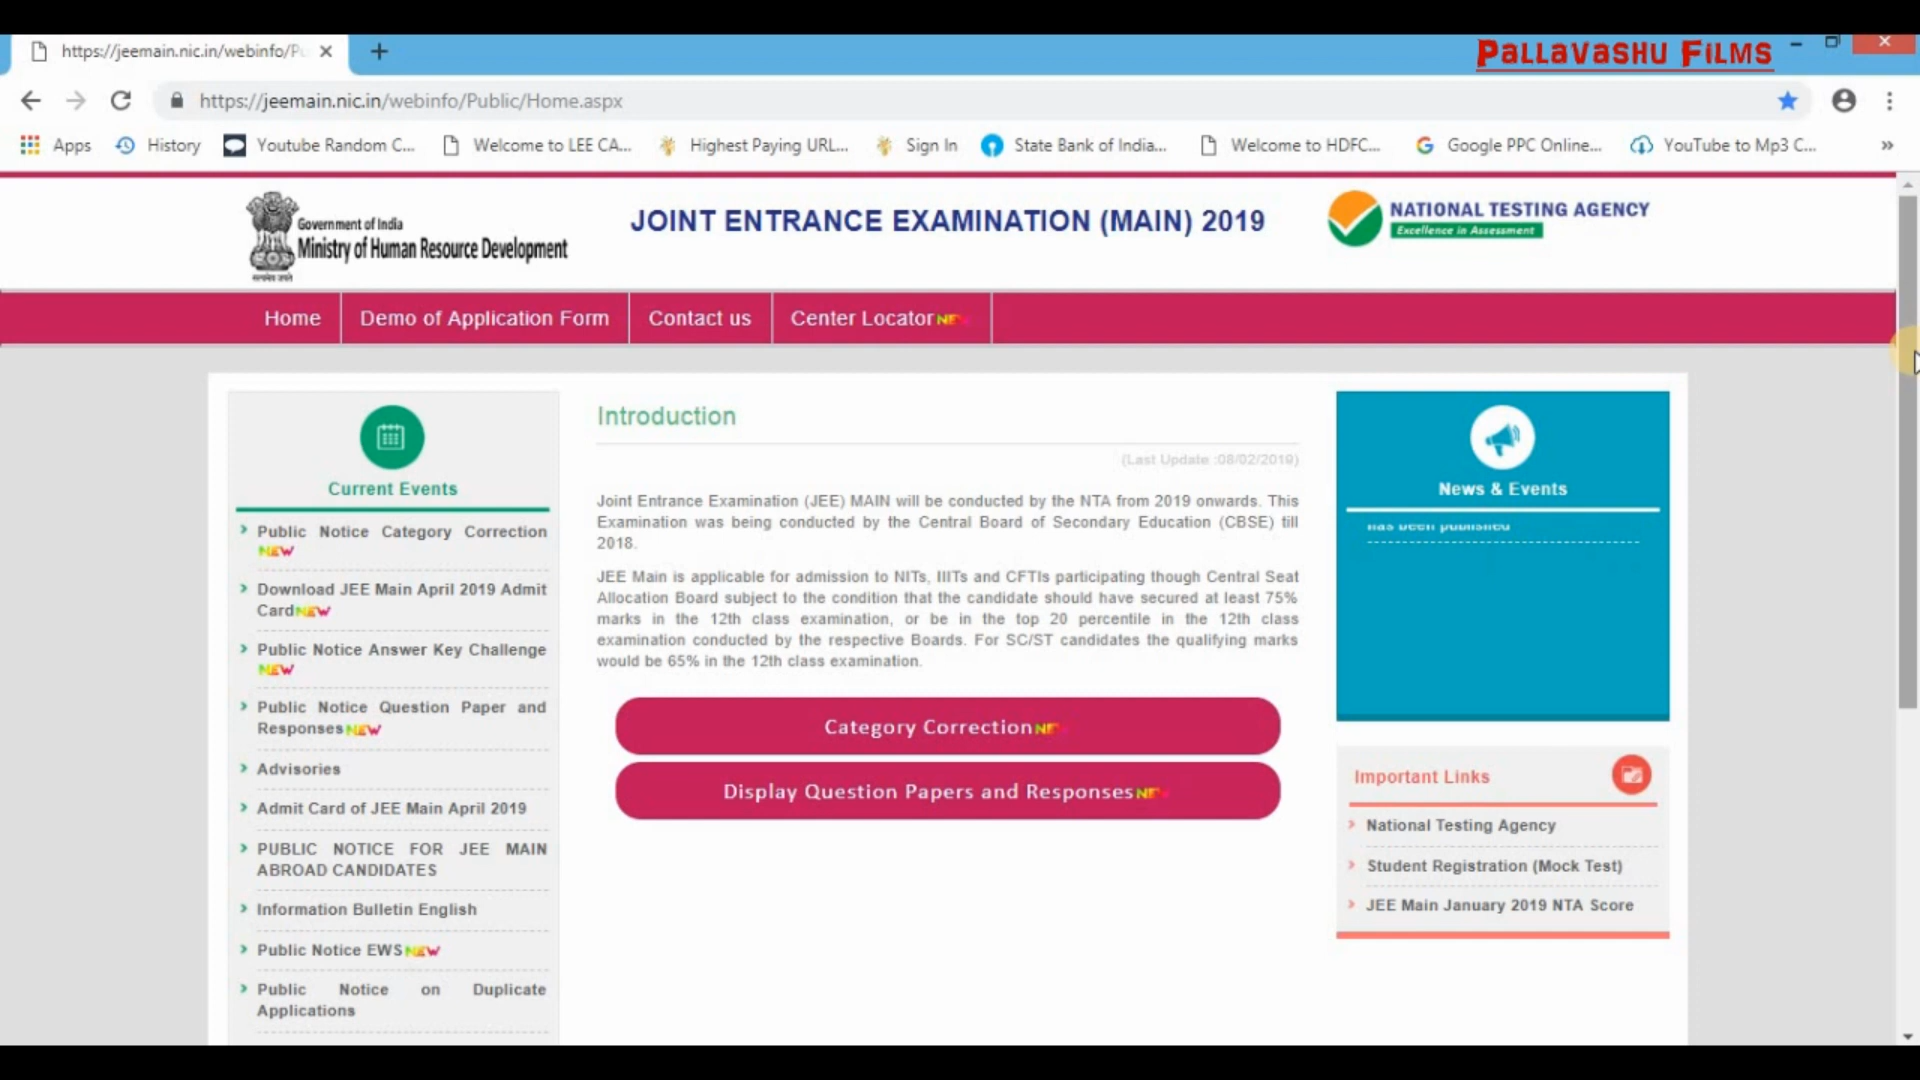 https://jeemain.nic.in/webinfo/Pu
PALLAVASHU FILMS
https://jeemain.nic.in/webinfo/Public/Home.aspx
Apps
History
Youtube Random C...
Welcome to LEE CA...
Highest Paying URL...
Sign In
State Bank of India...
Welcome to HDFC...
Google PPC Online...
YouTube to Mp3 C...
»
Government of India
Ministry of Human Resource Development
सत्यमेव जयते
JOINT ENTRANCE EXAMINATION (MAIN) 2019
NATIONAL TESTING AGENCY
Excellence in Assessment
Home
Demo of Application Form
Contact us
Center Locator NE
Current Events
Public Notice Category Correction
NEW
Download JEE Main April 2019 Admit
Card NEW
Public Notice Answer Key Challenge
NEW
Public Notice Question Paper and
Responses NEW
Advisories
Admit Card of JEE Main April 2019
PUBLIC NOTICE FOR JEE MAIN
ABROAD CANDIDATES
Information Bulletin English
Public Notice EWS NEW
Public Notice on Duplicate
Applications
Introduction
(Last Update :08/02/2019)
Joint Entrance Examination (JEE) MAIN will be conducted by the NTA from 2019 onwards. This
Examination was being conducted by the Central Board of Secondary Education (CBSE) till
2018.
JEE Main is applicable for admission to NITs, IIITs and CFTIs participating though Central Seat
Allocation Board subject to the condition that the candidate should have secured at least 75%
marks in the 12th class examination, or be in the top 20 percentile in the 12th class
examination conducted by the respective Boards. For SC/ST candidates the qualifying marks
would be 65% in the 12th class examination.
Category Correction NE
Display Question Papers and Responses NE
News & Events
has been published
Important Links
National Testing Agency
Student Registration (Mock Test)
JEE Main January 2019 NTA Score